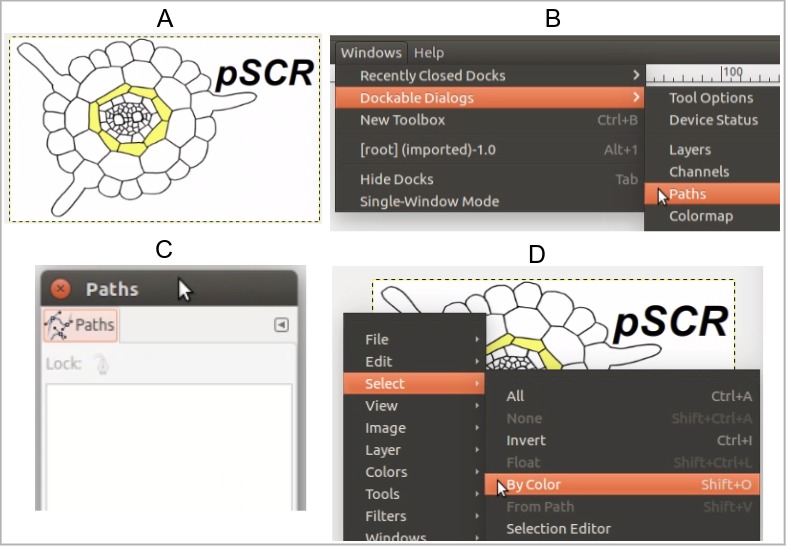 A
pSCR
B
Windows Help
Recently Closed Docks
Dockable Dialogs
New Toolbox Ctrl+B
[root] (imported)-1.0 Alt+1
Hide Docks Tab
Single-Window Mode
100
Tool Options
Device Status
Layers
Channels
Paths
Colormap
C
Paths
Paths
Lock:
D
pSCR
File
Edit
Select
View
Image
Layer
Colors
Tools
Filters
Windows
All Ctrl+A
None Shift+Ctrl+A
Invert Ctrl+I
Float Shift+Ctrl+L
By Color Shift+O
From Path Shift+V
Selection Editor